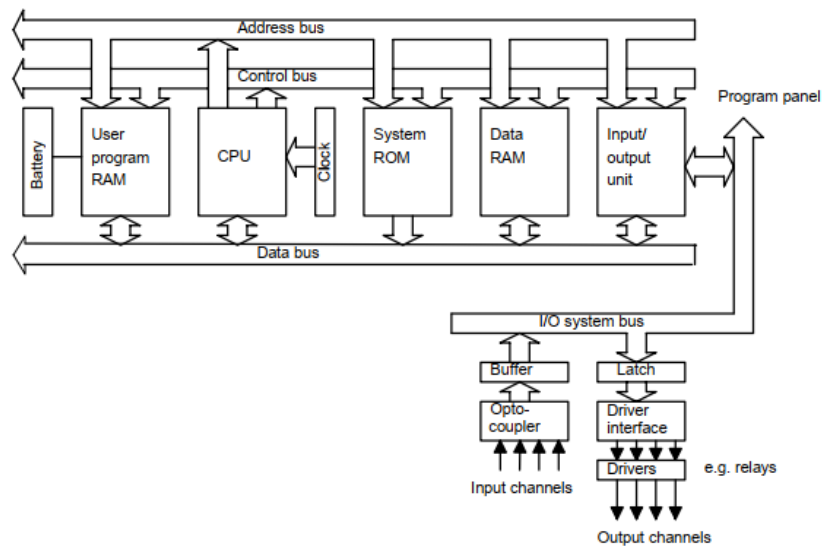 Address bus
Control bus
Program panel
Battery
User
program
RAM
CPU
Clock
System
ROM
Data
RAM
Input/
output
unit
Data bus
I/O system bus
Buffer
Latch
Opto-
coupler
Driver
interface
Drivers
e.g. relays
Input channels
Output channels